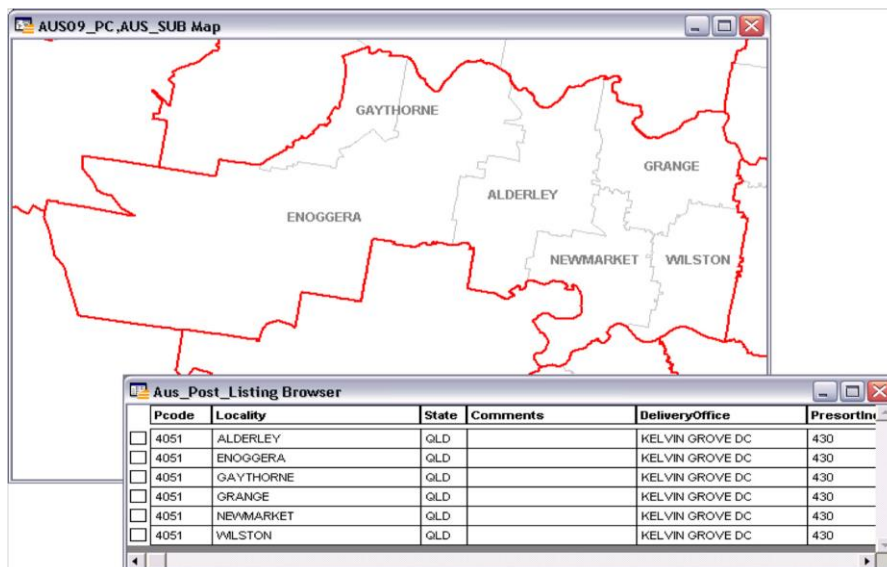 AUS09_PC,AUS_SUB Map
GAYTHORNE
GRANGE
ALDERLEY
ENOGGERA
NEWMARKET WILSTON
Aus_Post_Listing Browser
Pcode Locality State Comments DeliveryOffice PresortInd
4051 ALDERLEY QLD KELVIN GROVE DC 430
4051 ENOGGERA QLD KELVIN GROVE DC 430
4051 GAYTHORNE QLD KELVIN GROVE DC 430
4051 GRANGE QLD KELVIN GROVE DC 430
4051 NEWMARKET QLD KELVIN GROVE DC 430
4051 WILSTON QLD KELVIN GROVE DC 430